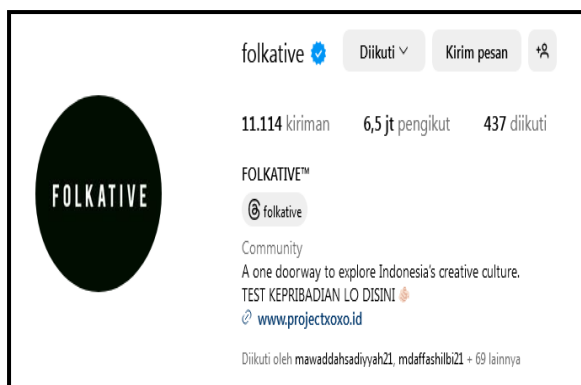 FOLKATIVE
folkative Diikuti Kirim pesan
11.114 kiriman 6,5 jt pengikut 437 diikuti
FOLKATIVE™
folkative
Community
A one doorway to explore Indonesia's creative culture.
TEST KEPRIBADIAN LO DISINI 👇🏻
www.projectxoxo.id
Diikuti oleh mawaddahsadiyyah21, mdaffashilbi21 + 69 lainnya